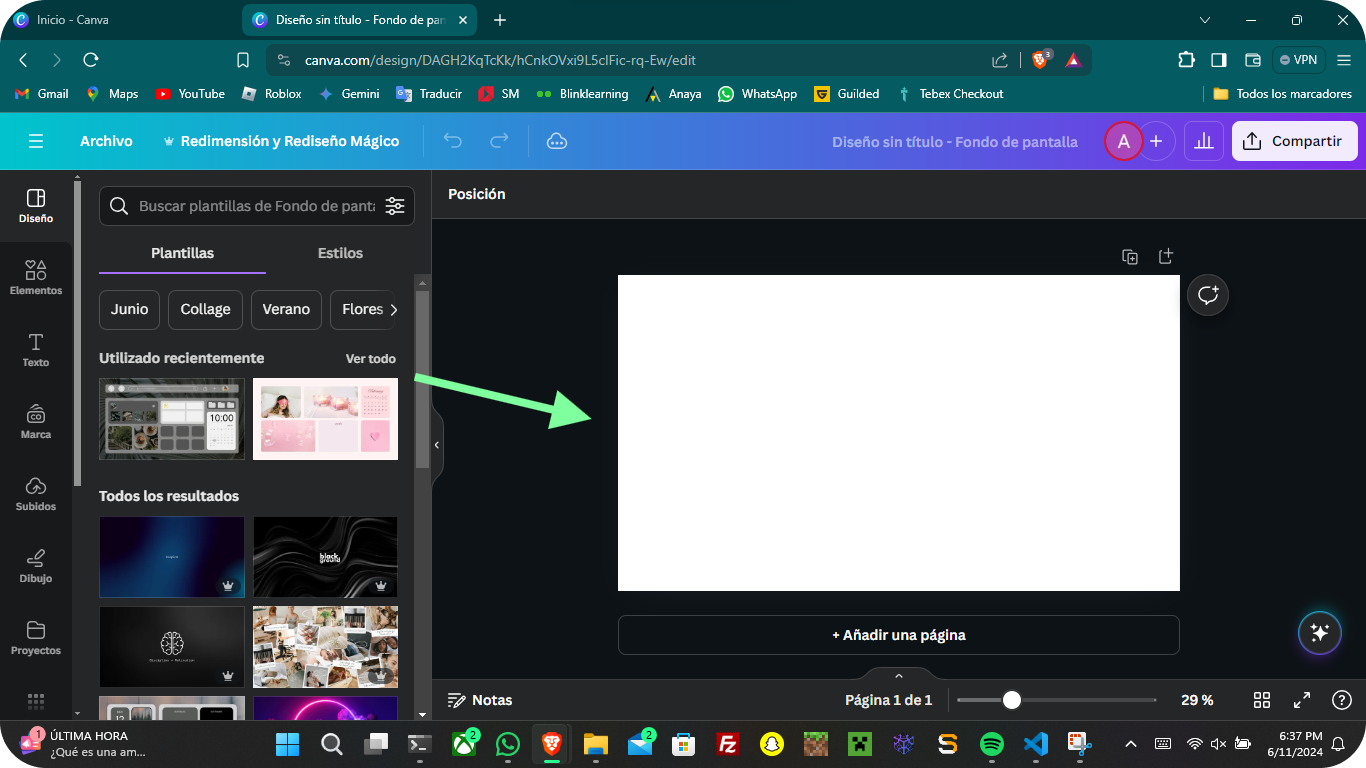 Inicio - Canva
Diseño sin título - Fondo de pan
canva.com/design/DAGH2KqTcKk/hCnkOVxi9L5clFic-rq-Ew/edit
3
VPN
Gmail
Maps
YouTube
Roblox
Gemini
Traducir
SM
Blinklearning
Anaya
WhatsApp
Guilded
Tebex Checkout
Todos los marcadores
Archivo
Redimensión y Rediseño Mágico
Diseño sin título - Fondo de pantalla
A
Compartir
Diseño
Elementos
Texto
Marca
Subidos
Dibujo
Proyectos
Buscar plantillas de Fondo de panta
Plantillas
Estilos
Junio
Collage
Verano
Flores
Utilizado recientemente
Ver todo
10:00
Todos los resultados
black
ground
12
Posición
+ Añadir una página
Notas
Página 1 de 1
29 %
1
ÚLTIMA HORA
¿Qué es una am...
2
2
6:37 PM
6/11/2024